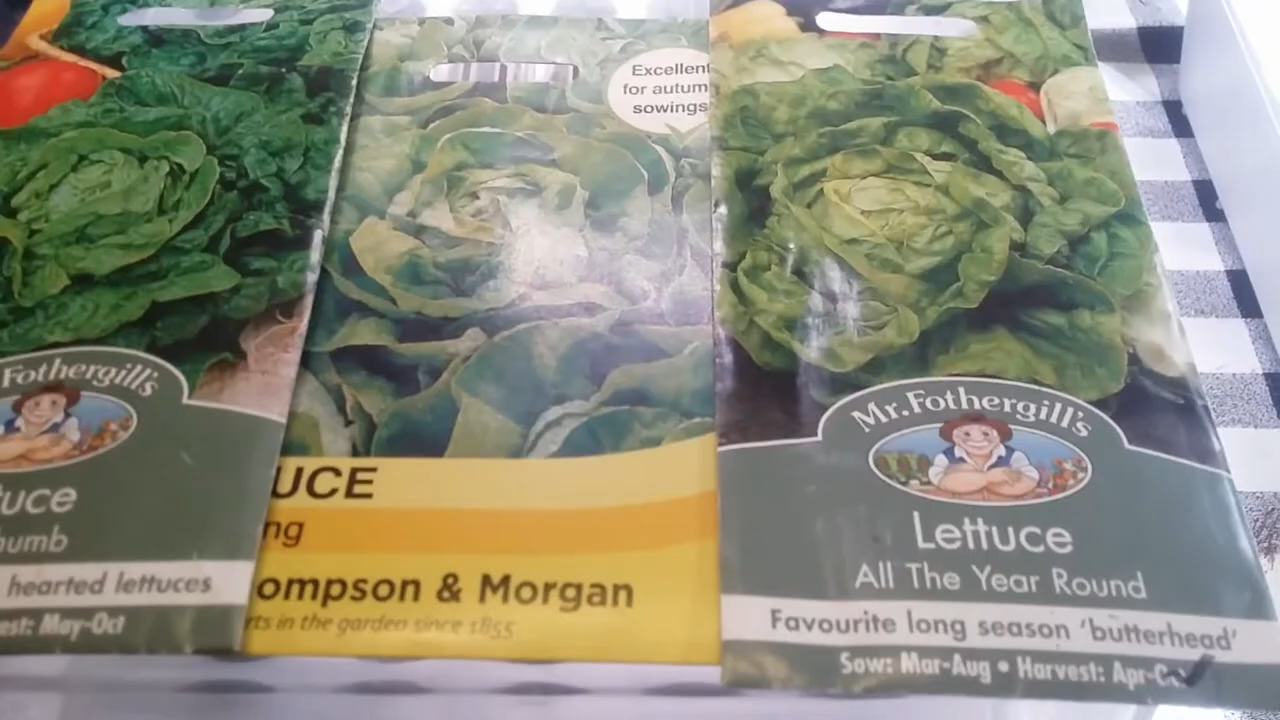 Fothergill's
tuce
humb
hearted lettuces
est: May-Oct
Excellent
for autum
sowings
UCE
ng
ompson & Morgan
rts in the garden since 1855
Mr. Fothergill's
Lettuce
All The Year Round
Favourite long season 'butterhead'
Sow: Mar-Aug • Harvest: Apr-